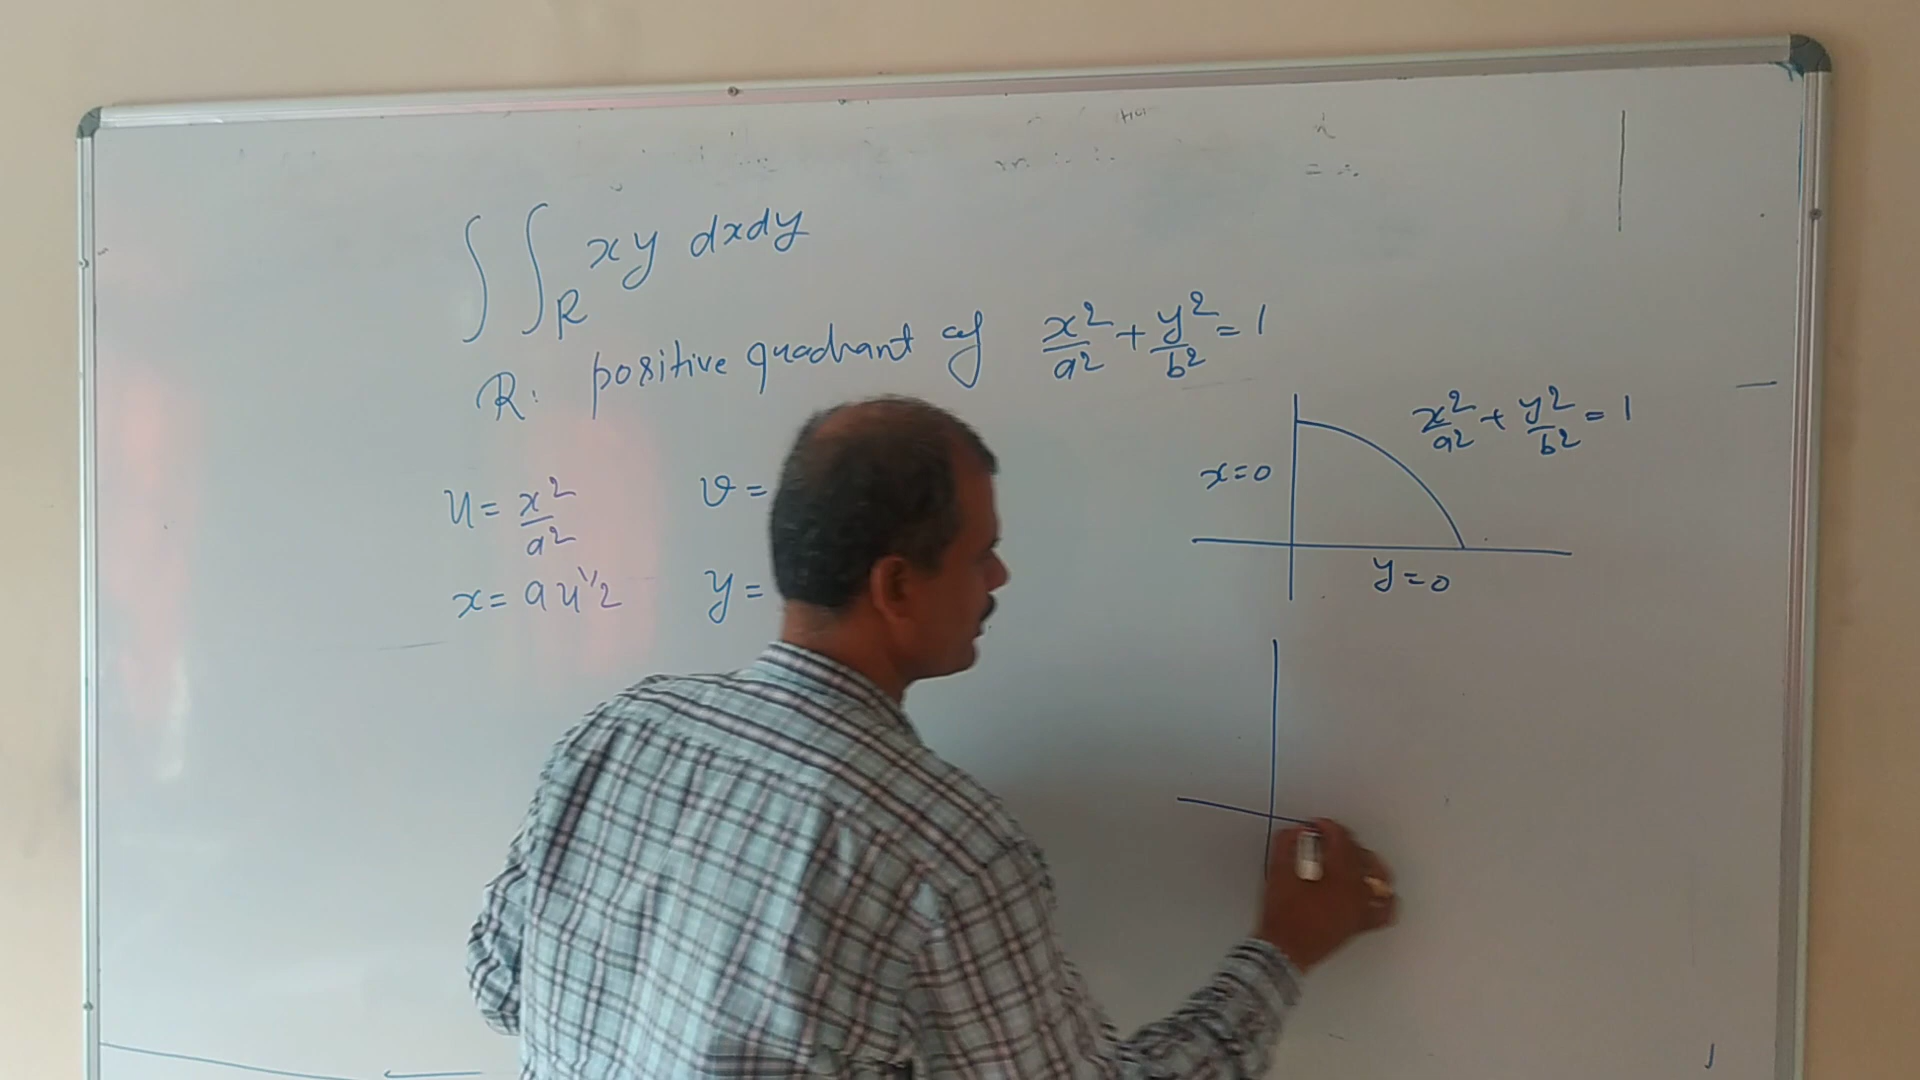 ∫∫_R xy dxdy
R: positive quadrant of x²/a² + y²/b² = 1
x²/a² + y²/b² = 1
x=0
y=0
u = x²/a² v =
x = a u^1/2 y =